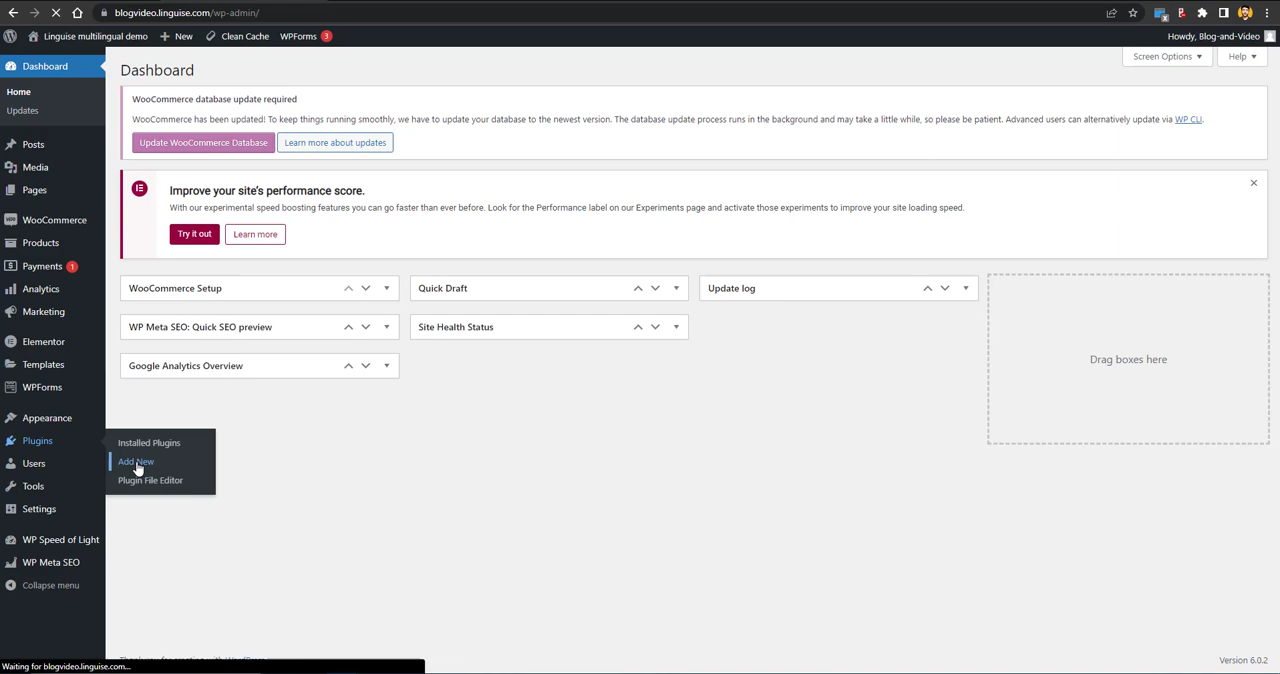 blogvideo.linguise.com/wp-admin/
Linguise multilingual demo
New
Clean Cache
WPForms 3
Howdy, Blog-and-Video
Dashboard
Home
Updates
Posts
Media
Pages
WooCommerce
Products
Payments 1
Analytics
Marketing
Elementor
Templates
WPForms
Appearance
Plugins
Users
Tools
Settings
WP Speed of Light
WP Meta SEO
Collapse menu
Installed Plugins
Add New
Plugin File Editor
Screen Options
Help
Dashboard
WooCommerce database update required
WooCommerce has been updated! To keep things running smoothly, we have to update your database to the newest version. The database update process runs in the background and may take a little while, so please be patient. Advanced users can alternatively update via WP CLI.
Update WooCommerce Database
Learn more about updates
Improve your site's performance score.
With our experimental speed boosting features you can go faster than ever before. Look for the Performance label on our Experiments page and activate those experiments to improve your site loading speed.
Try it out
Learn more
WooCommerce Setup
Quick Draft
Update log
WP Meta SEO: Quick SEO preview
Site Health Status
Google Analytics Overview
Drag boxes here
Waiting for blogvideo.linguise.com...
Version 6.0.2